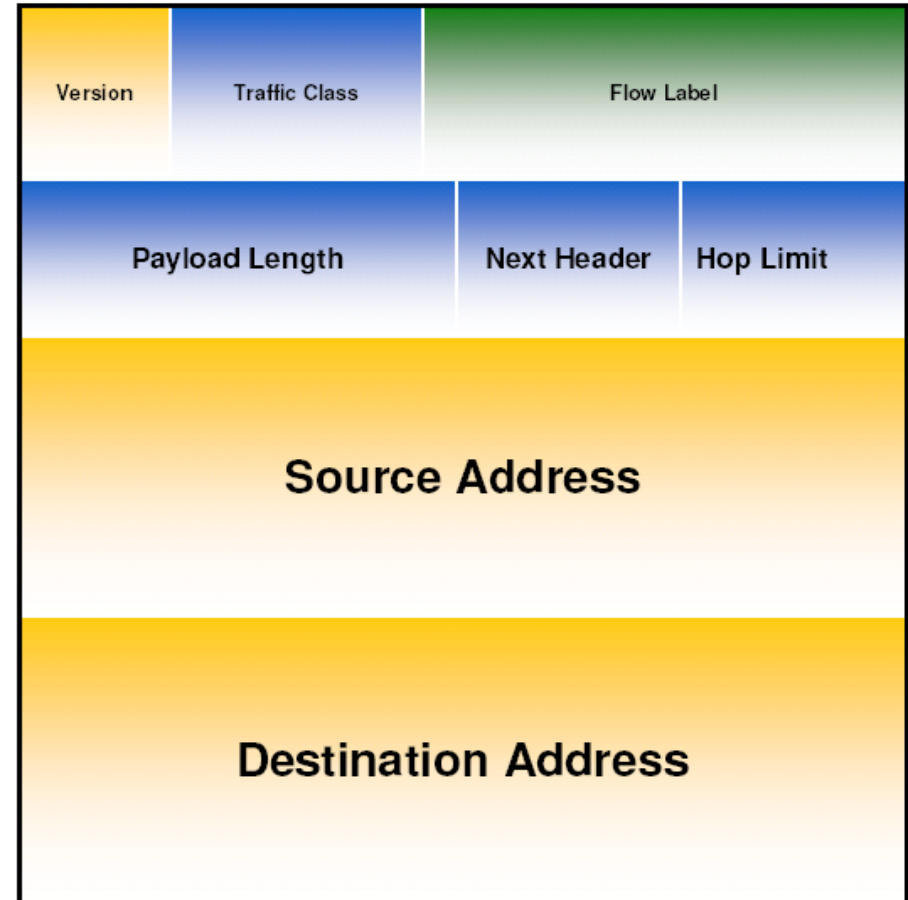 Version Traffic Class Flow Label
Payload Length Next Header Hop Limit
Source Address
Destination Address